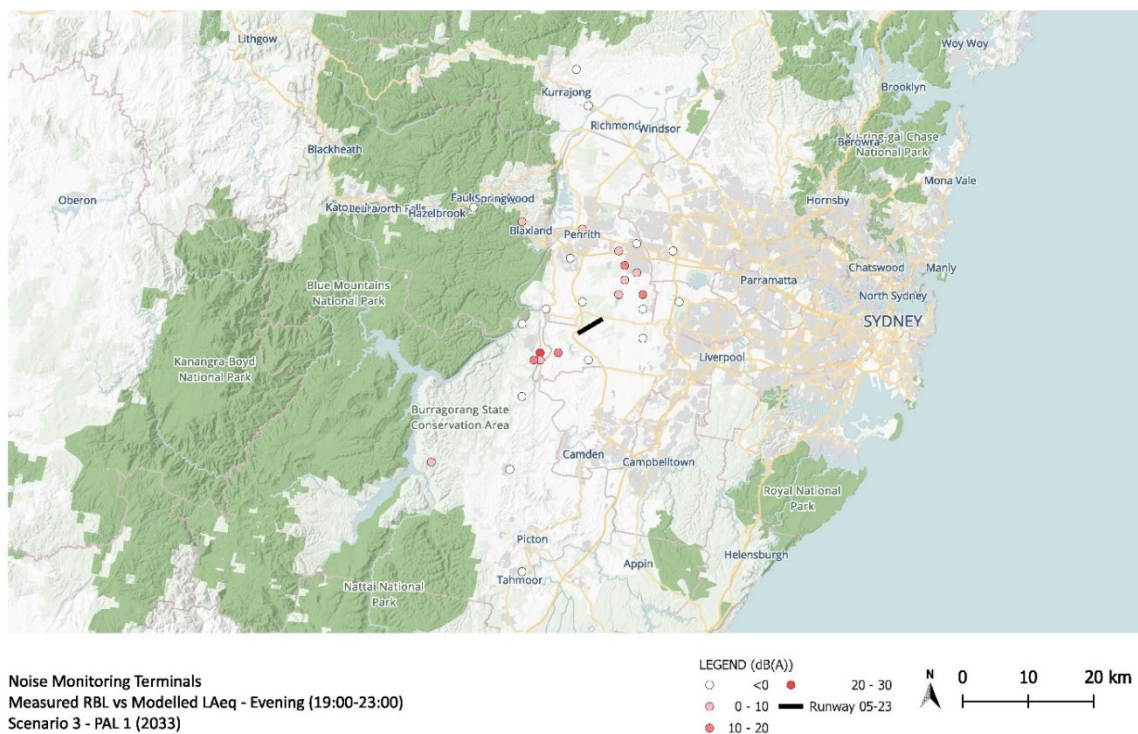 Woy Woy
Lithgow
Kurrajong
Brooklyn
Richmond
Windsor
Ku-ring-gai Chase
National Park
Berowra
Blackheath
Mona Vale
Oberon
Hornsby
Hazelbrook
Springwood
Blaxland
Penrith
Chatswood
Manly
Parramatta
North Sydney
Blue Mountains
National Park
SYDNEY
Liverpool
Kanangra-Boyd
National Park
Burragorang State
Conservation Area
Camden
Campbelltown
Royal National
Park
Picton
Helensburgh
Appin
Tahmoor
Nattai National
Park
Noise Monitoring Terminals
Measured RBL vs Modelled LAeq - Evening (19:00-23:00)
Scenario 3 - PAL 1 (2033)
LEGEND (dB(A))
<0
0 - 10
10 - 20
20 - 30
Runway 05-23
N
0 10 20 km